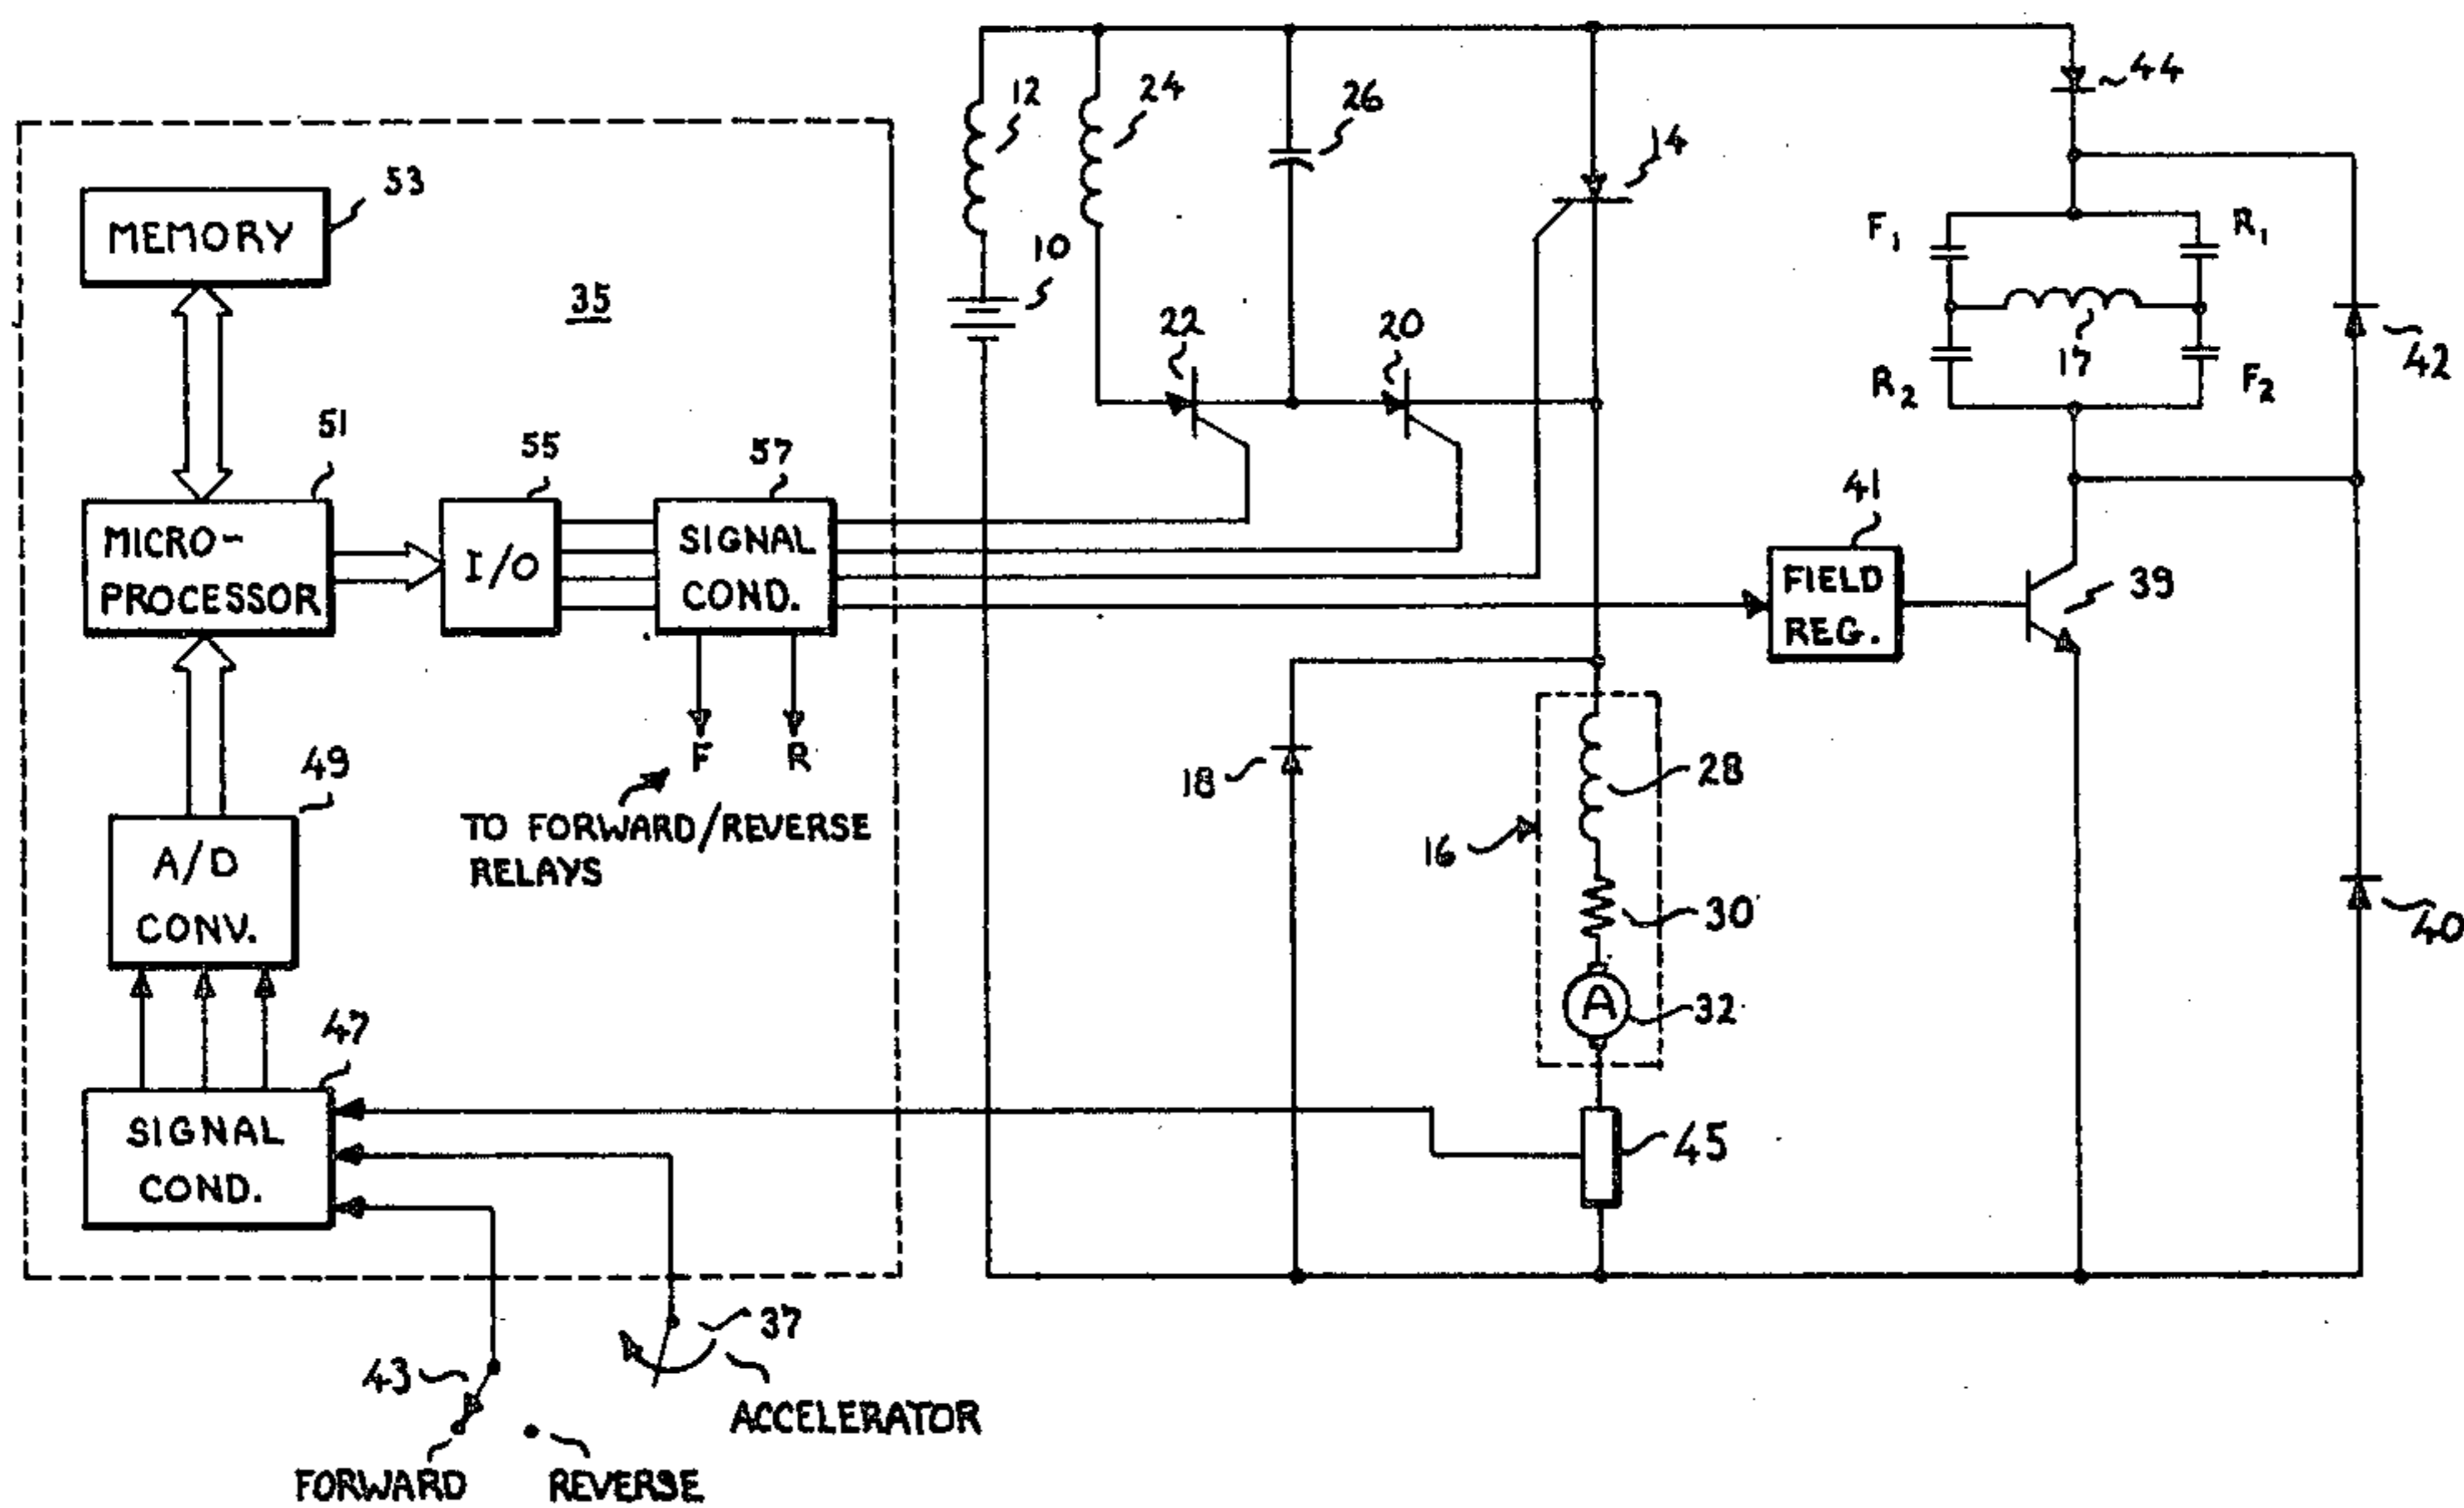 12
24
26
14
44
MEMORY
53
35
10
22
20
F1
R1
17
R2
F2
42
51
MICRO-
PROCESSOR
55
I/O
57
SIGNAL
COND.
41
FIELD
REG.
39
F
R
TO FORWARD/REVERSE
RELAYS
49
A/D
CONV.
18
16
28
30
A
32
40
47
SIGNAL
COND.
45
37
ACCELERATOR
43
FORWARD
REVERSE